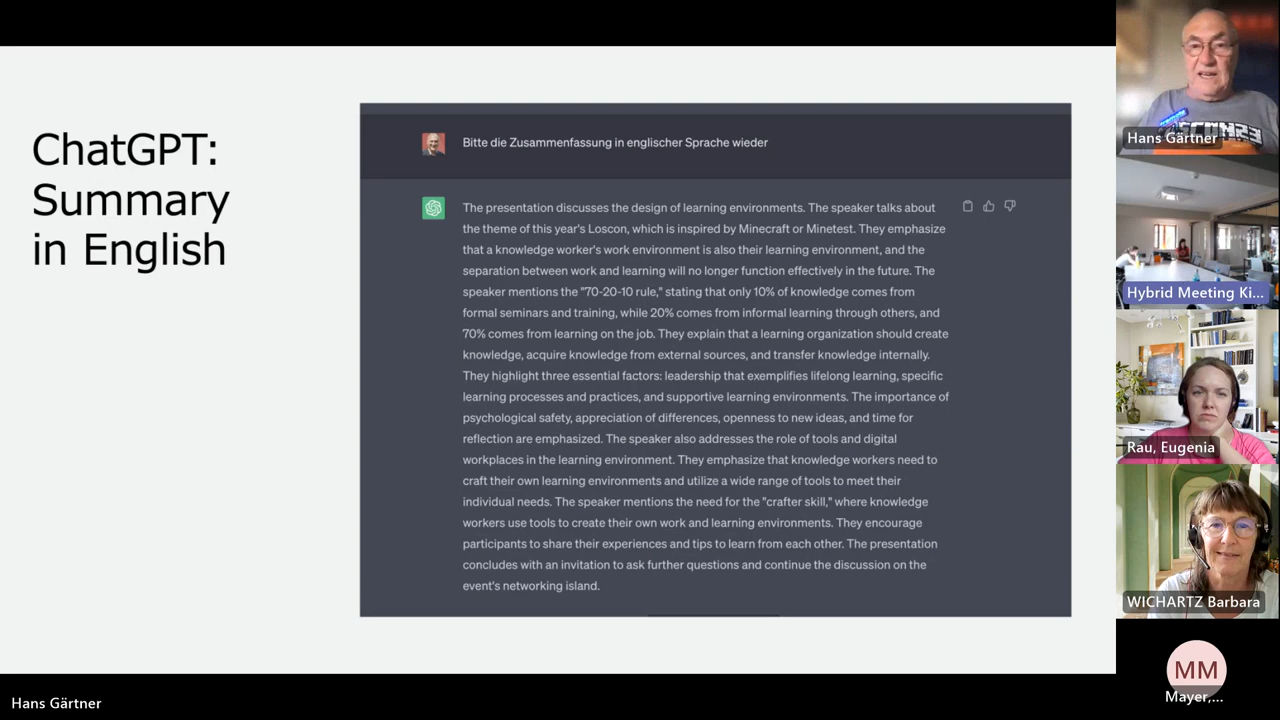 ChatGPT:
Summary
in English
Bitte die Zusammenfassung in englischer Sprache wieder
The presentation discusses the design of learning environments. The speaker talks about
the theme of this year's Loscon, which is inspired by Minecraft or Minetest. They emphasize
that a knowledge worker's work environment is also their learning environment, and the
separation between work and learning will no longer function effectively in the future. The
speaker mentions the "70-20-10 rule," stating that only 10% of knowledge comes from
formal seminars and training, while 20% comes from informal learning through others, and
70% comes from learning on the job. They explain that a learning organization should create
knowledge, acquire knowledge from external sources, and transfer knowledge internally.
They highlight three essential factors: leadership that exemplifies lifelong learning, specific
learning processes and practices, and supportive learning environments. The importance of
psychological safety, appreciation of differences, openness to new ideas, and time for
reflection are emphasized. The speaker also addresses the role of tools and digital
workplaces in the learning environment. They emphasize that knowledge workers need to
craft their own learning environments and utilize a wide range of tools to meet their
individual needs. The speaker mentions the need for the "crafter skill," where knowledge
workers use tools to create their own work and learning environments. They encourage
participants to share their experiences and tips to learn from each other. The presentation
concludes with an invitation to ask further questions and continue the discussion on the
event's networking island.
Hans Gärtner
Hybrid Meeting Ki...
Rau, Eugenia
WICHARTZ Barbara
MM
Mayer,...
Hans Gärtner